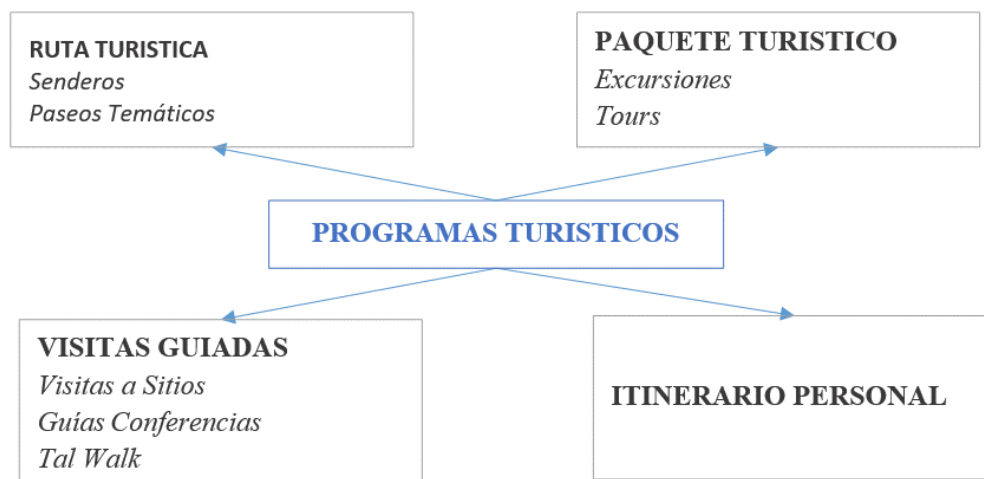 RUTA TURISTICA
Senderos
Paseos Temáticos
PAQUETE TURISTICO
Excursiones
Tours
PROGRAMAS TURISTICOS
VISITAS GUIADAS
Visitas a Sitios
Guías Conferencias
Tal Walk
ITINERARIO PERSONAL